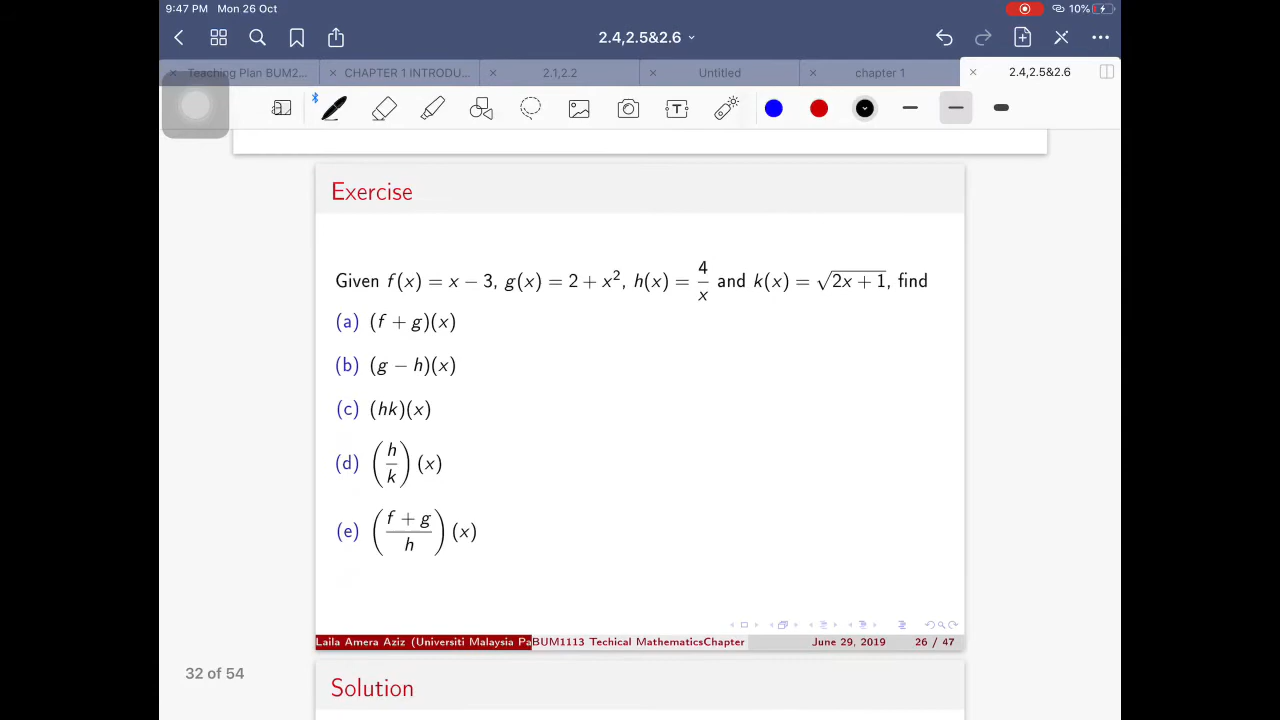 9:47 PM Mon 26 Oct 10%
2.4,2.5&2.6
Teaching Plan BUM2... CHAPTER 1 INTRODU... 2.1,2.2 Untitled chapter 1 2.4,2.5&2.6
Exercise
Given f(x) = x − 3, g(x) = 2 + x², h(x) = 4/x and k(x) = √(2x + 1), find
(a) (f + g)(x)
(b) (g − h)(x)
(c) (hk)(x)
(d) (h/k)(x)
(e) ((f + g)/h)(x)
Laila Amera Aziz (Universiti Malaysia Pa BUM1113 Techical MathematicsChapter June 29, 2019 26 / 47
32 of 54
Solution